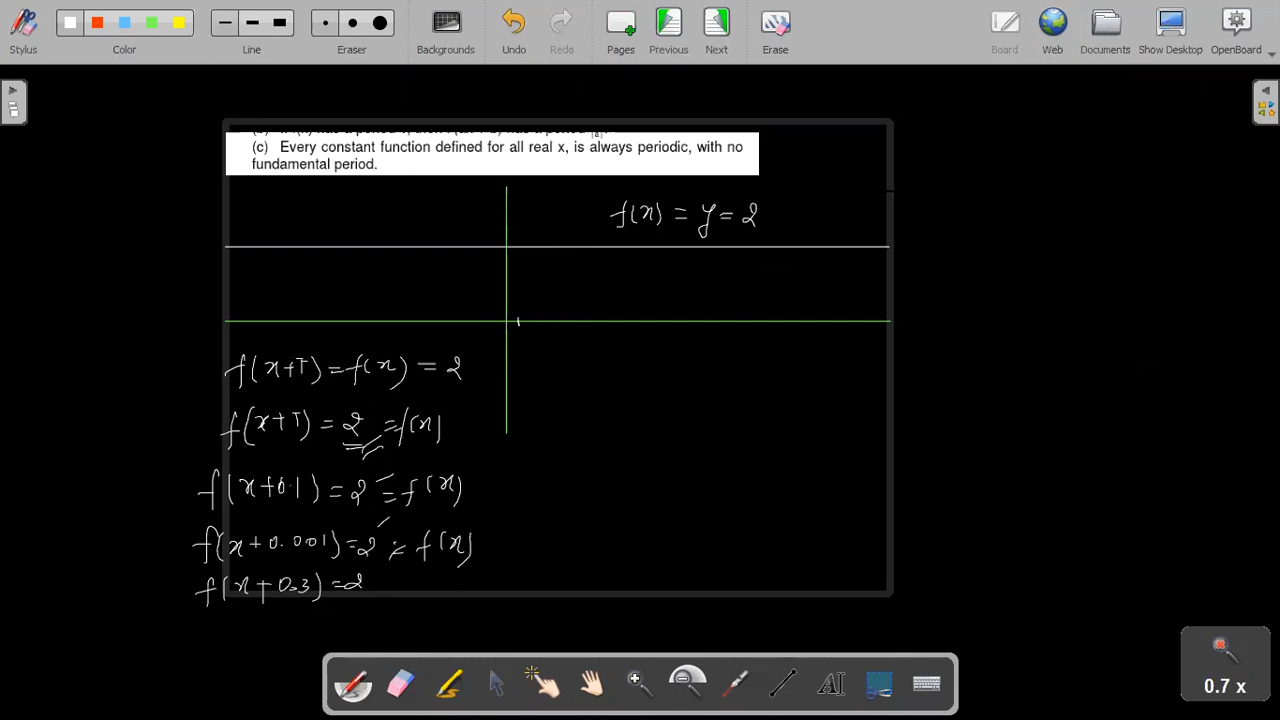 Stylus Color Line Eraser Backgrounds Undo Redo Pages Previous Next Erase Board Web Documents Show Desktop OpenBoard
(c) Every constant function defined for all real x, is always periodic, with no
fundamental period.
f(x) = y = 2
f(x+T) = f(x) = 2
f(x+T) = 2 = f(x)
f(x+0.1) = 2 = f(x)
f(x+0.001) = 2 = f(x)
f(x+0.3) = 2
0.7 x